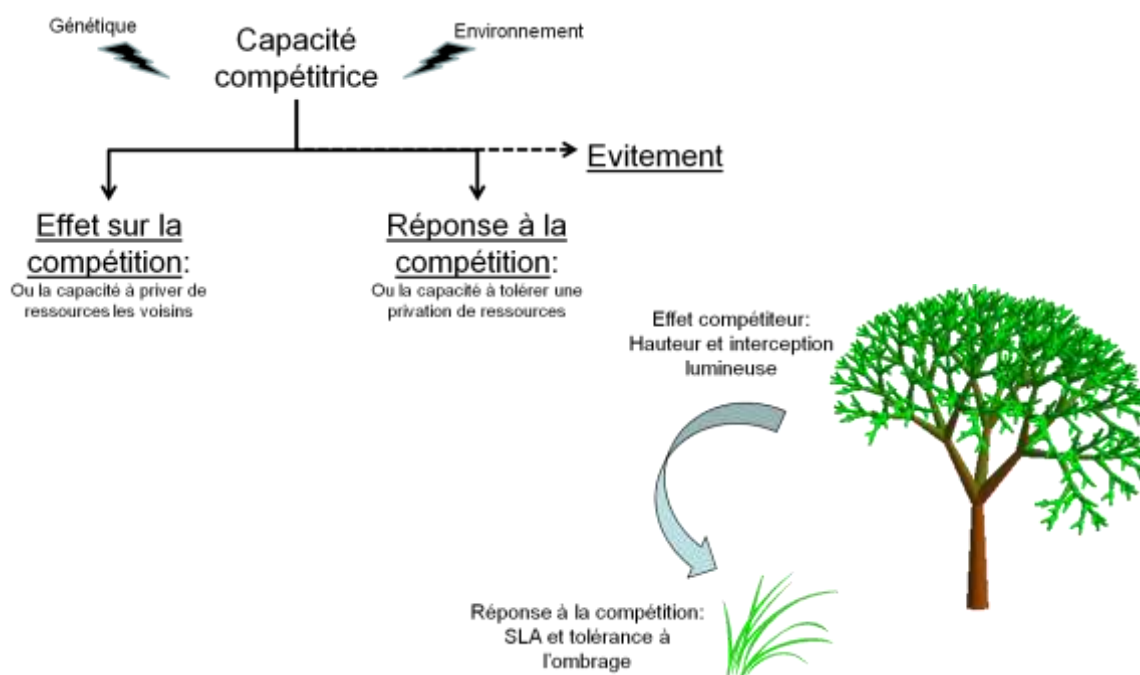 Génétique
Capacité
compétitrice
Environnement
Evitement
Effet sur la
compétition:
Ou la capacité à priver de
ressources les voisins
Réponse à la
compétition:
Ou la capacité à tolérer une
privation de ressources
Effet compétiteur:
Hauteur et interception
lumineuse
Réponse à la compétition:
SLA et tolérance à
l'ombrage